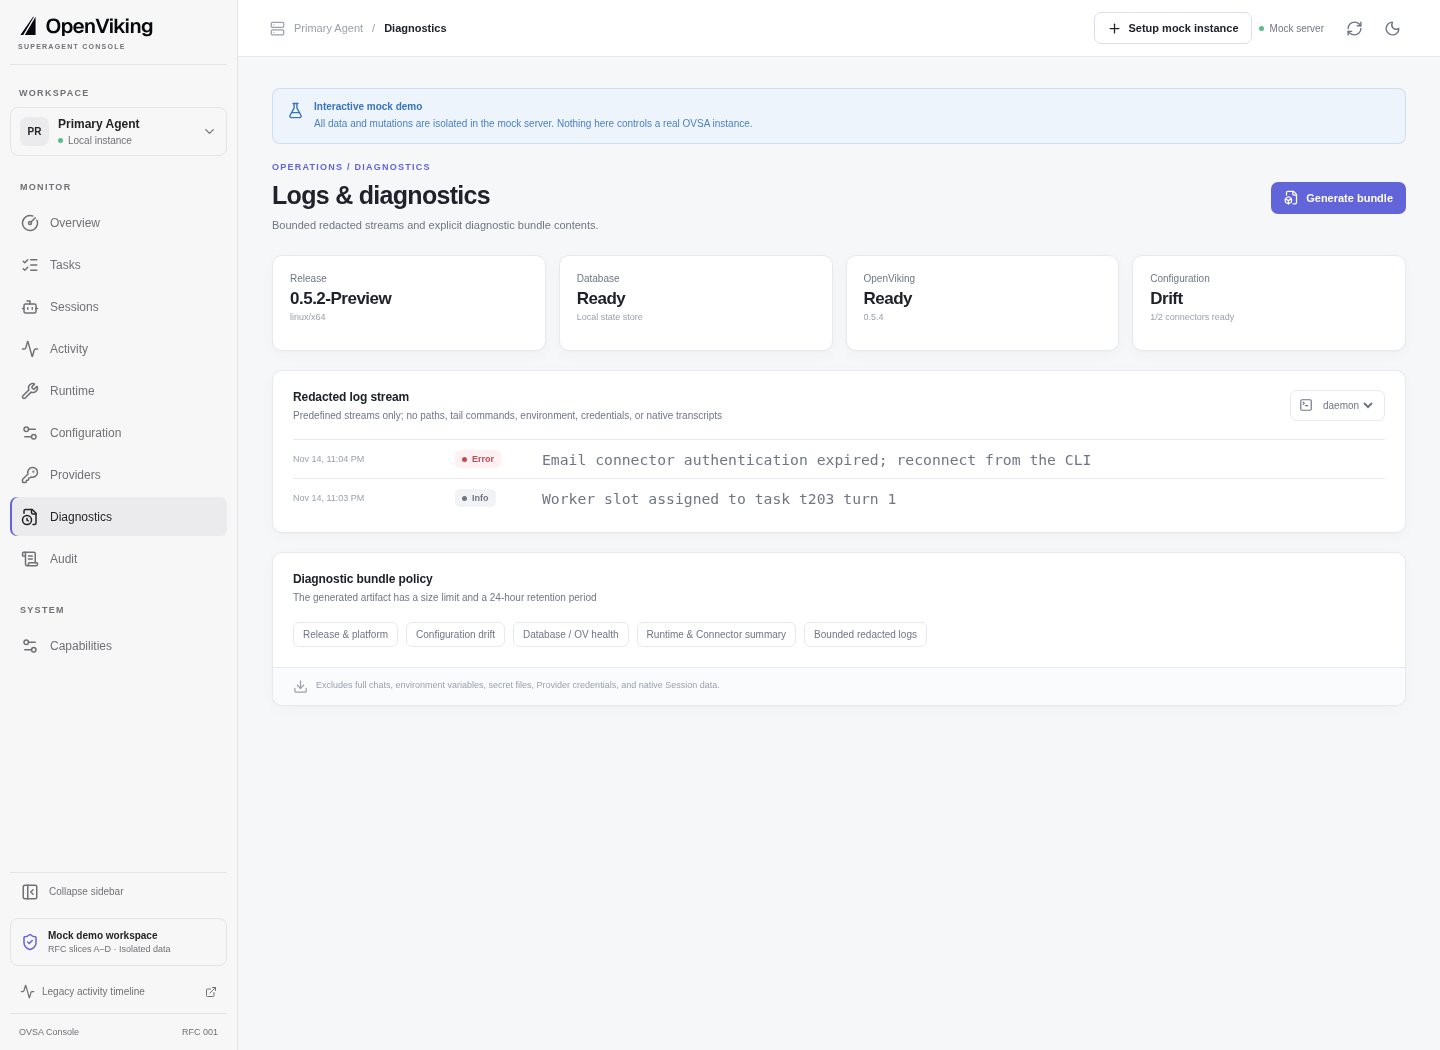 OpenViking
SUPERAGENT CONSOLE
WORKSPACE
PR
Primary Agent
Local instance
MONITOR
Overview
Tasks
Sessions
Activity
Runtime
Configuration
Providers
Diagnostics
Audit
SYSTEM
Capabilities
Collapse sidebar
Mock demo workspace
RFC slices A–D · Isolated data
Legacy activity timeline
OVSA Console RFC 001
Primary Agent / Diagnostics
Setup mock instance
Mock server
Interactive mock demo
All data and mutations are isolated in the mock server. Nothing here controls a real OVSA instance.
OPERATIONS / DIAGNOSTICS
Logs & diagnostics
Bounded redacted streams and explicit diagnostic bundle contents.
Generate bundle
Release
0.5.2-Preview
linux/x64
Database
Ready
Local state store
OpenViking
Ready
0.5.4
Configuration
Drift
1/2 connectors ready
Redacted log stream
Predefined streams only; no paths, tail commands, environment, credentials, or native transcripts
daemon
Nov 14, 11:04 PM Error Email connector authentication expired; reconnect from the CLI
Nov 14, 11:03 PM Info Worker slot assigned to task t203 turn 1
Diagnostic bundle policy
The generated artifact has a size limit and a 24-hour retention period
Release & platform Configuration drift Database / OV health Runtime & Connector summary Bounded redacted logs
Excludes full chats, environment variables, secret files, Provider credentials, and native Session data.